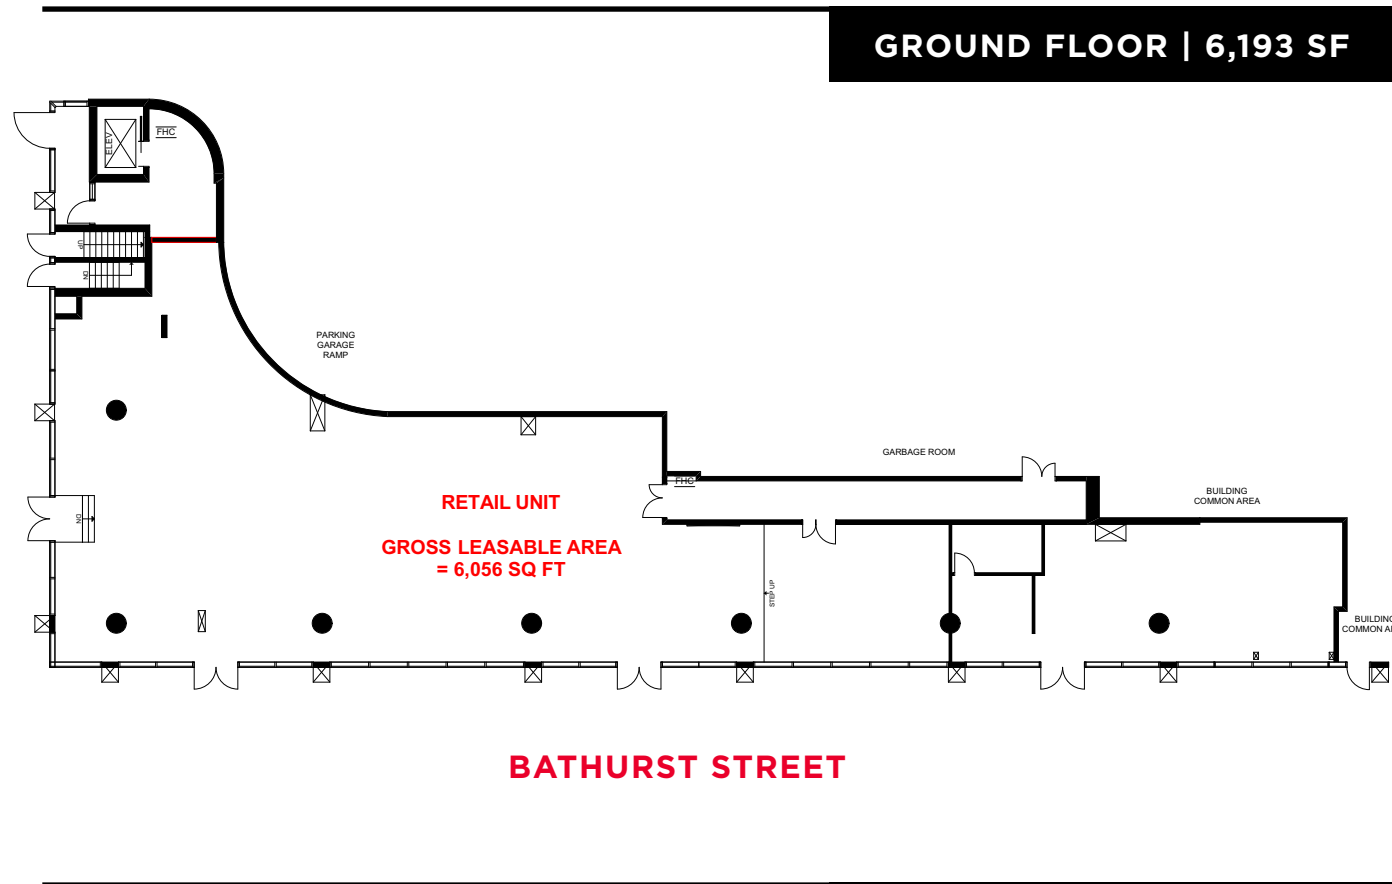 GROUND FLOOR | 6,193 SF
FHC
ELEV
UP
DN
PARKING
GARAGE
RAMP
GARBAGE ROOM
FHC
BUILDING
COMMON AREA
RETAIL UNIT
DN
GROSS LEASABLE AREA
= 6,056 SQ FT
STEP UP
BUILDING
COMMON A
BATHURST STREET